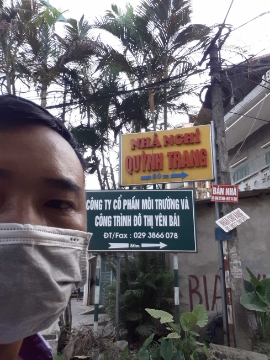 NHÀ NGHỈ
QUỲNH TRANG
CÔNG TY CỔ PHẦN MÔI TRƯỜNG VÀ
CÔNG TRÌNH ĐÔ THỊ YÊN BÁI
ĐT/Fax : 029 3866 078
BÁN NHÀ
BIA